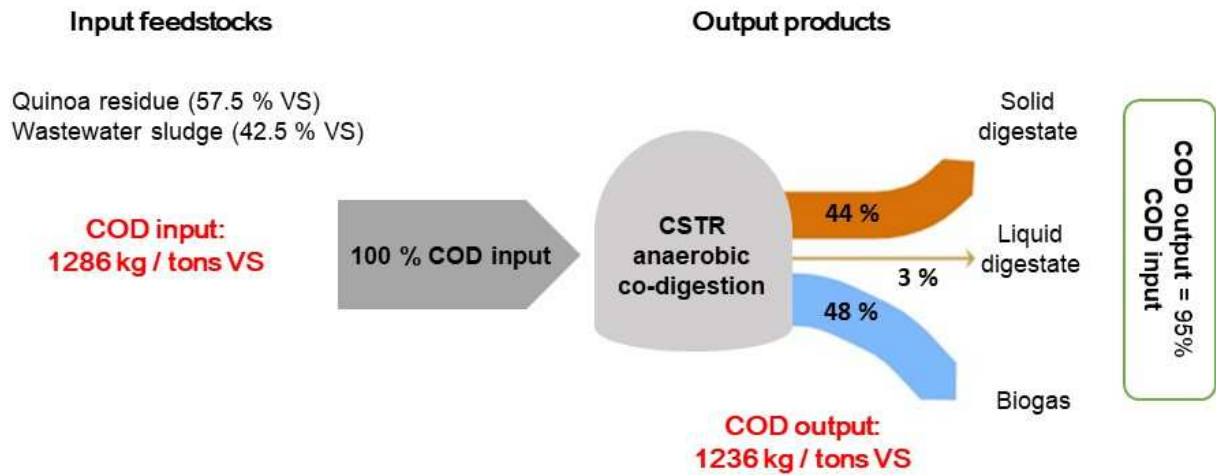 Input feedstocks
Output products
Quinoa residue (57.5 % VS)
Wastewater sludge (42.5 % VS)
COD input:
1286 kg / tons VS
100 % COD input
CSTR
anaerobic
co-digestion
44 %
3 %
48 %
Solid
digestate
Liquid
digestate
Biogas
COD output:
1236 kg / tons VS
COD output = 95%
COD input